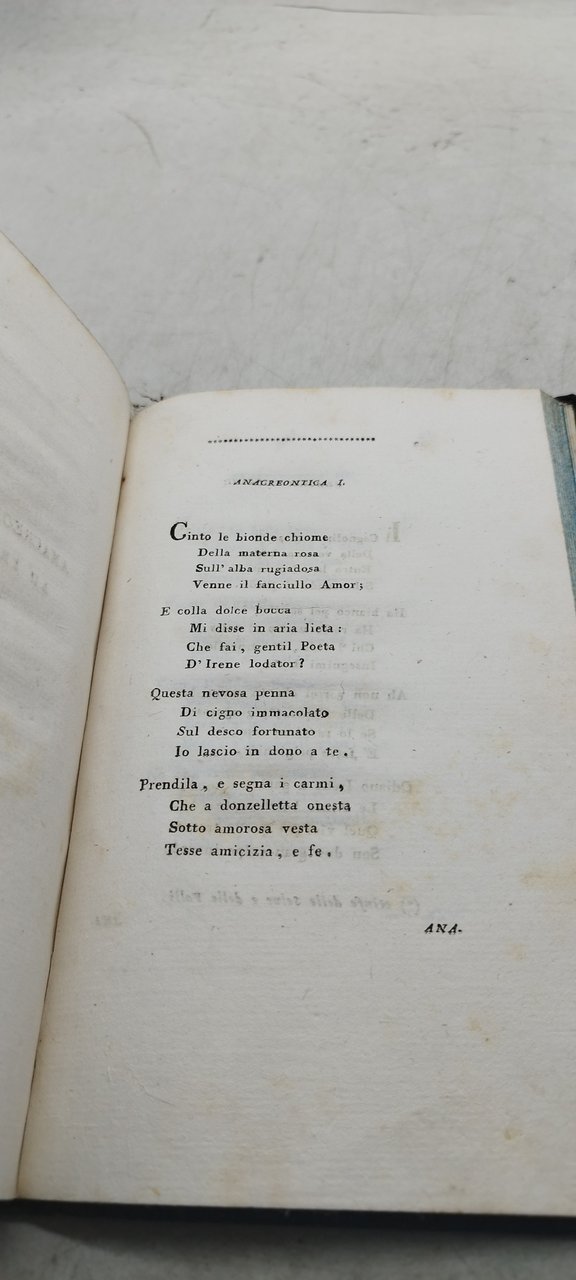 ANACREONTICA I.
Cinto le bionde chiome
Della materna rosa
Sull' alba rugiadosa
Venne il fanciullo Amor;
E colla dolce bocca
Mi disse in aria lieta:
Che fai, gentil Poeta
D' Irene lodator?
Questa nevosa penna
Di cigno immacolato
Sul desco fortunato
Io lascio in dono a te.
Prendila, e segna i carmi,
Che a donzelletta onesta
Sotto amorosa vesta
Tesse amicizia, e fe.
ANA-